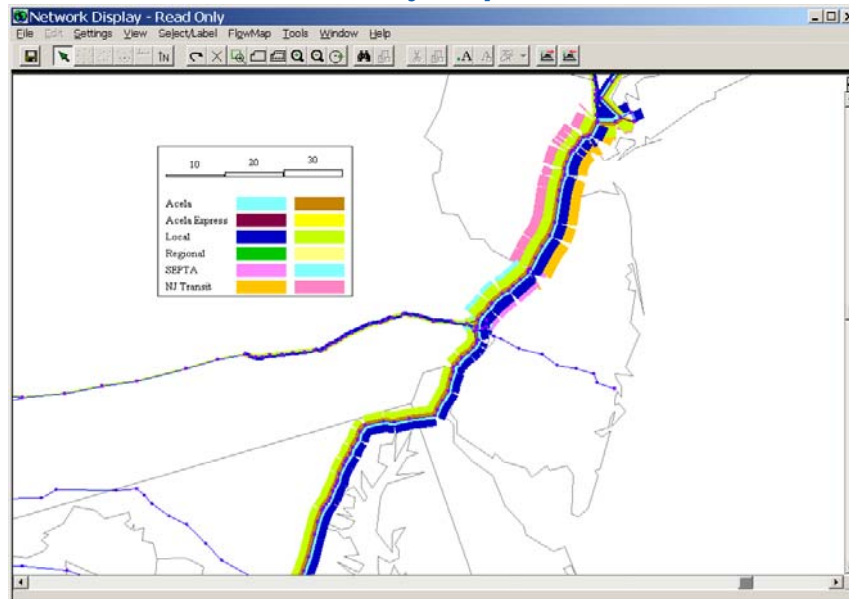 Network Display - Read Only
File Edit Settings View Select/Label FlowMap Tools Window Help
10 20 30
Acela
Acela Express
Local
Regional
SEPTA
NJ Transit